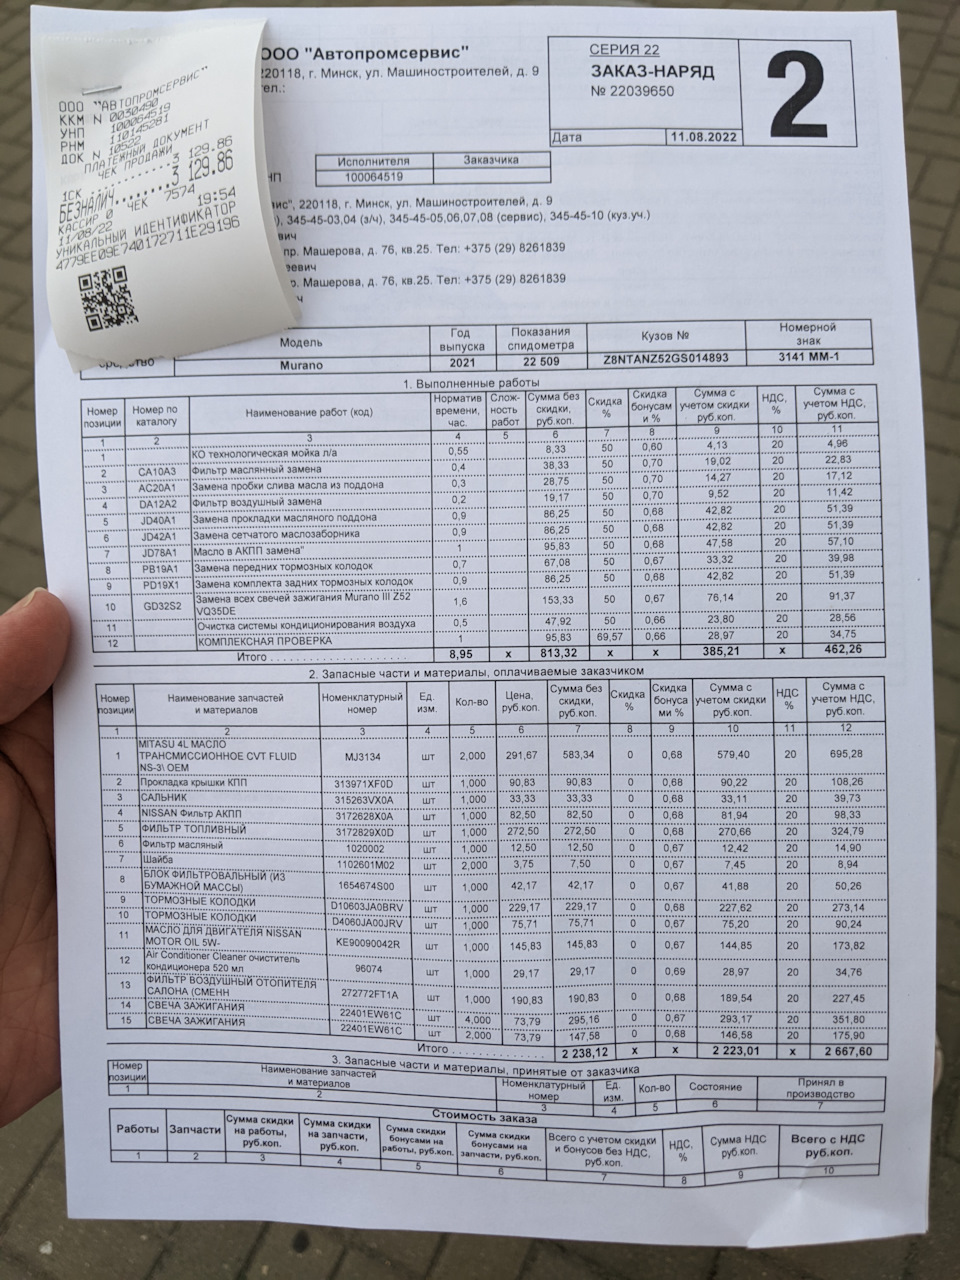 ООО "АВТОПРОМСЕРВИС"
ККМ N 0030490
УНП 100064519
РНМ 110145281
ДОК N 10522
ПЛАТЕЖНЫЙ ДОКУМЕНТ
ЧЕК ПРОДАЖИ
1СК ............3 129.86
БЕЗНАЛИЧ........3 129.86
КАССИР 0 ЧЕК 7574
11/08/22 19:54
УНИКАЛЬНЫЙ ИДЕНТИФИКАТОР
4779EE09E740172711E29196
ООО "Автопромсервис"
220118, г. Минск, ул. Машиностроителей, д. 9
тел.:
СЕРИЯ 22
ЗАКАЗ-НАРЯД
№ 22039650
Дата 11.08.2022
2
Исполнителя Заказчика
100064519
220118, г. Минск, ул. Машиностроителей, д. 9
345-45-03,04 (з/ч), 345-45-05,06,07,08 (сервис), 345-45-10 (куз.уч.)
пр. Машерова, д. 76, кв.25. Тел: +375 (29) 8261839
Машерова, д. 76, кв.25. Тел: +375 (29) 8261839
Модель Год выпуска Показания спидометра Кузов № Номерной знак
Murano 2021 22 509 Z8NTANZ52GS014893 3141 MM-1
1. Выполненные работы
Номер позиции Номер по каталогу Наименование работ (код) Норматив времени, час. Слож-ность работ Сумма без скидки, руб.коп. Скидка % Скидка бонусам и % Сумма с учетом скидки руб.коп. НДС, % Сумма с учетом НДС, руб.коп.
1 2 3 4 5 6 7 8 9 10 11
1 КО технологическая мойка л/а 0,55 8,33 50 0,60 4,13 20 4,96
2 CA10A3 Фильтр маслянный замена 0,4 38,33 50 0,70 19,02 20 22,83
3 AC20A1 Замена пробки слива масла из поддона 0,3 28,75 50 0,70 14,27 20 17,12
4 DA12A2 Фильтр воздушный замена 0,2 19,17 50 0,70 9,52 20 11,42
5 JD40A1 Замена прокладки масляного поддона 0,9 86,25 50 0,68 42,82 20 51,39
6 JD42A1 Замена сетчатого маслозаборника 0,9 86,25 50 0,68 42,82 20 51,39
7 JD78A1 Масло в АКПП замена" 1 95,83 50 0,68 47,58 20 57,10
8 PB19A1 Замена передних тормозных колодок 0,7 67,08 50 0,67 33,32 20 39,98
9 PD19X1 Замена комплекта задних тормозных колодок 0,9 86,25 50 0,68 42,82 20 51,39
10 GD32S2 Замена всех свечей зажигания Murano III Z52 VQ35DE 1,6 153,33 50 0,67 76,14 20 91,37
11 Очистка системы кондиционирования воздуха 0,5 47,92 50 0,66 23,80 20 28,56
12 КОМПЛЕКСНАЯ ПРОВЕРКА 1 95,83 69,57 0,66 28,97 20 34,75
Итого . . . . . . . . . . . . . . . . . . . . . 8,95 x 813,32 x x 385,21 x 462,26
2. Запасные части и материалы, оплачиваемые заказчиком
Номер позиции Наименование запчастей и материалов Номенклатурный номер Ед. изм. Кол-во Цена, руб.коп. Сумма без скидки, руб.коп. Скидка % Скидка бонуса ми % Сумма с учетом скидки руб.коп. НДС % Сумма с учетом НДС, руб.коп.
1 2 3 4 5 6 7 8 9 10 11 12
1 MITASU 4L МАСЛО ТРАНСМИССИОННОЕ CVT FLUID NS-3\ OEM MJ3134 шт 2,000 291,67 583,34 0 0,68 579,40 20 695,28
2 Прокладка крышки КПП 313971XF0D шт 1,000 90,83 90,83 0 0,68 90,22 20 108,26
3 САЛЬНИК 315263VX0A шт 1,000 33,33 33,33 0 0,68 33,11 20 39,73
4 NISSAN Фильтр АКПП 3172628X0A шт 1,000 82,50 82,50 0 0,68 81,94 20 98,33
5 ФИЛЬТР ТОПЛИВНЫЙ 3172829X0D шт 1,000 272,50 272,50 0 0,68 270,66 20 324,79
6 Фильтр масляный 1020002 шт 1,000 12,50 12,50 0 0,68 12,42 20 14,90
7 Шайба 1102601M02 шт 2,000 3,75 7,50 0 0,67 7,45 20 8,94
8 БЛОК ФИЛЬТРОВАЛЬНЫЙ (ИЗ БУМАЖНОЙ МАССЫ) 1654674S00 шт 1,000 42,17 42,17 0 0,67 41,88 20 50,26
9 ТОРМОЗНЫЕ КОЛОДКИ D10603JA0BRV шт 1,000 229,17 229,17 0 0,68 227,62 20 273,14
10 ТОРМОЗНЫЕ КОЛОДКИ D4060JA00JRV шт 1,000 75,71 75,71 0 0,67 75,20 20 90,24
11 МАСЛО ДЛЯ ДВИГАТЕЛЯ NISSAN MOTOR OIL 5W- KE90090042R шт 1,000 145,83 145,83 0 0,67 144,85 20 173,82
12 Air Conditioner Cleaner очиститель кондиционера 520 мл 96074 шт 1,000 29,17 29,17 0 0,69 28,97 20 34,76
13 ФИЛЬТР ВОЗДУШНЫЙ ОТОПИТЕЛЯ САЛОНА (СМЕНН 272772FT1A шт 1,000 190,83 190,83 0 0,68 189,54 20 227,45
14 СВЕЧА ЗАЖИГАНИЯ 22401EW61C шт 4,000 73,79 295,16 0 0,67 293,17 20 351,80
15 СВЕЧА ЗАЖИГАНИЯ 22401EW61C шт 2,000 73,79 147,58 0 0,68 146,58 20 175,90
Итого . . . . . . . . . . . . . . 2 238,12 x x 2 223,01 x 2 667,60
3. Запасные части и материалы, принятые от заказчика
Номер позиции Наименование запчастей и материалов Номенклатурный номер Ед. изм. Кол-во Состояние Принял в производство
1 2 3 4 5 6 7
Стоимость заказа
Работы Запчасти Сумма скидки на работы, руб.коп. Сумма скидки на запчасти, руб.коп. Сумма скидки бонусами на работы, руб.коп. Сумма скидки бонусами на запчасти, руб.коп. Всего с учетом скидки и бонусов без НДС, руб.коп. НДС, % Сумма НДС руб.коп. Всего с НДС руб.коп.
1 2 3 4 5 6 7 8 9 10